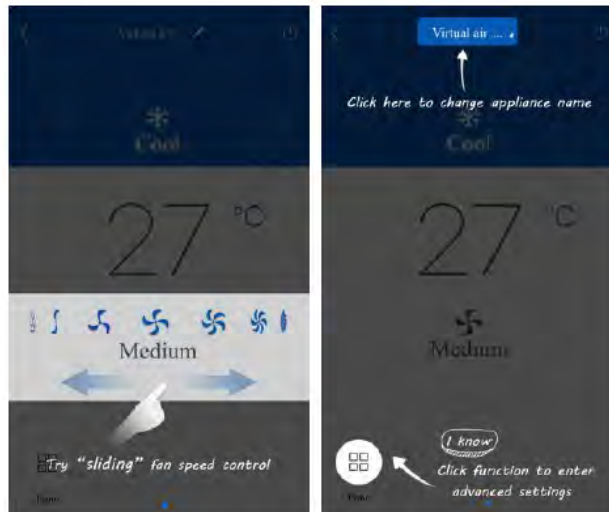 Cool
27 °C
Medium
Try "sliding" fan speed control
Virtual air ...
Click here to change appliance name
Cool
27 °C
Medium
I know
Click function to enter
advanced settings